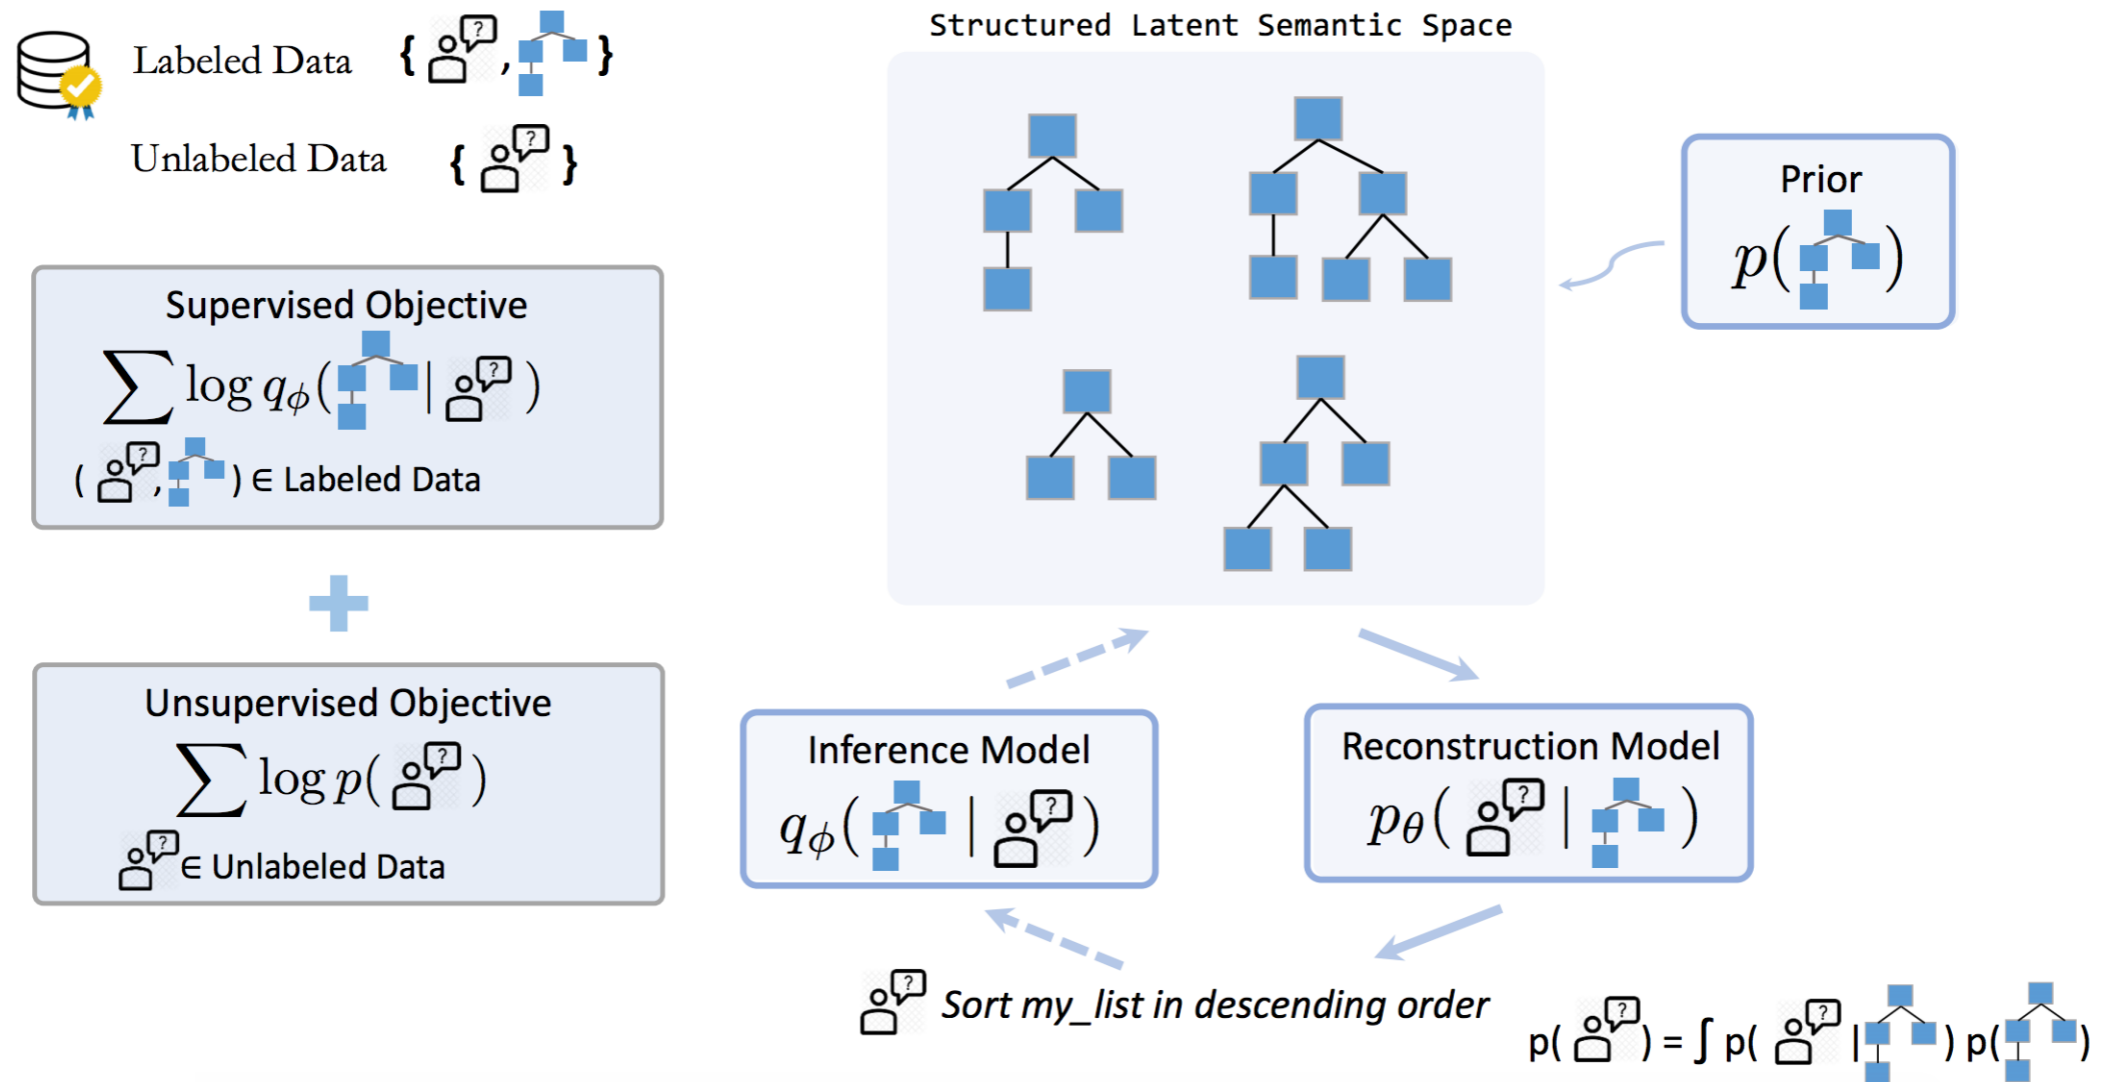 Labeled Data { ? , }
Unlabeled Data { ? }
Supervised Objective
∑ log qϕ( | ? )
( ? , ) ∈ Labeled Data
Unsupervised Objective
∑ log p( ? )
? ∈ Unlabeled Data
Structured Latent Semantic Space
Prior
p( )
Inference Model
qϕ( | ? )
Reconstruction Model
pθ( ? | )
? Sort my_list in descending order
p( ? ) = ∫ p( ? | ) p( )